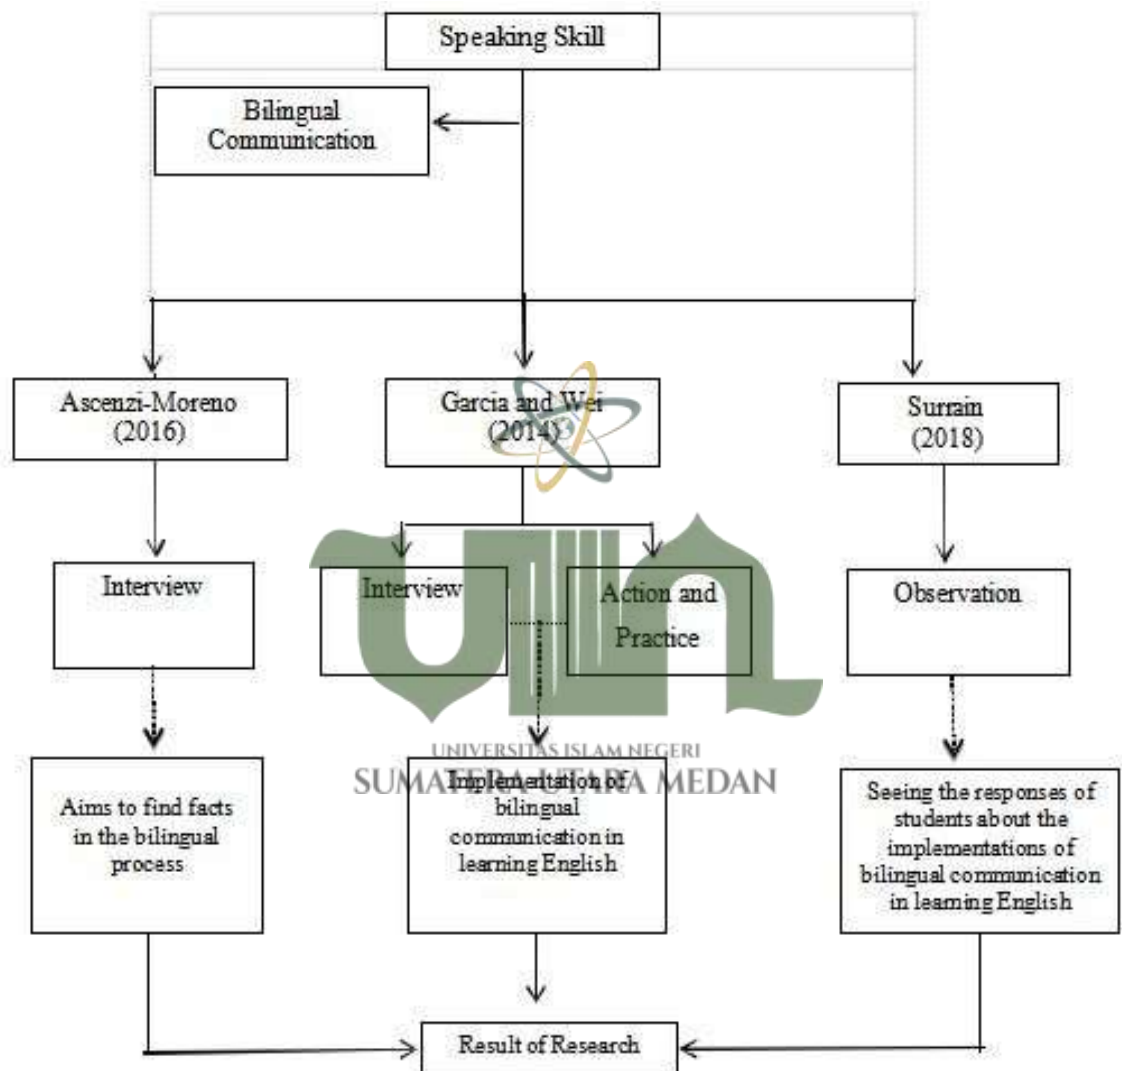 Speaking Skill
Bilingual
Communication
Ascenzi-Moreno
(2016)
Garcia and Wei
(2014)
Surrain
(2018)
Interview
Interview
Action and
Practice
Observation
UNIVERSITAS ISLAM NEGERI
SUMATERA UTARA MEDAN
Aims to find facts
in the bilingual
process
Implementation of
bilingual
communication in
learning English
Seeing the responses of
students about the
implementations of
bilingual communication
in learning English
Result of Research